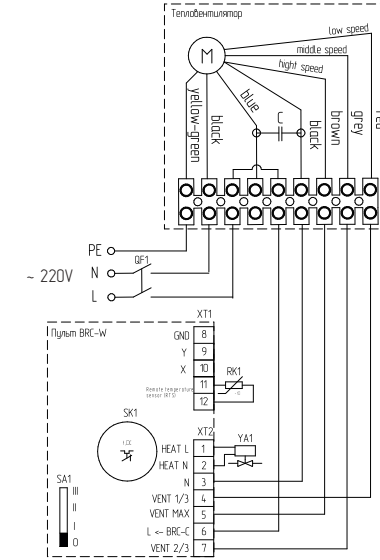 Тепловентилятор
low speed
middle speed
hight speed
M
yellow-green
black
blue
C
black
brown
grey
red
PE
N
L
~ 220V
QF1
Пульт BRC-W
XT1
GND 8
Y 9
X 10
11
12
Remote temperature
sensor (RTS)
RK1
SK1
XT2
HEAT L 1
HEAT N 2
N 3
VENT 1/3 4
VENT MAX 5
L <- BRC-C 6
VENT 2/3 7
YA1
SA1
III
II
I
0